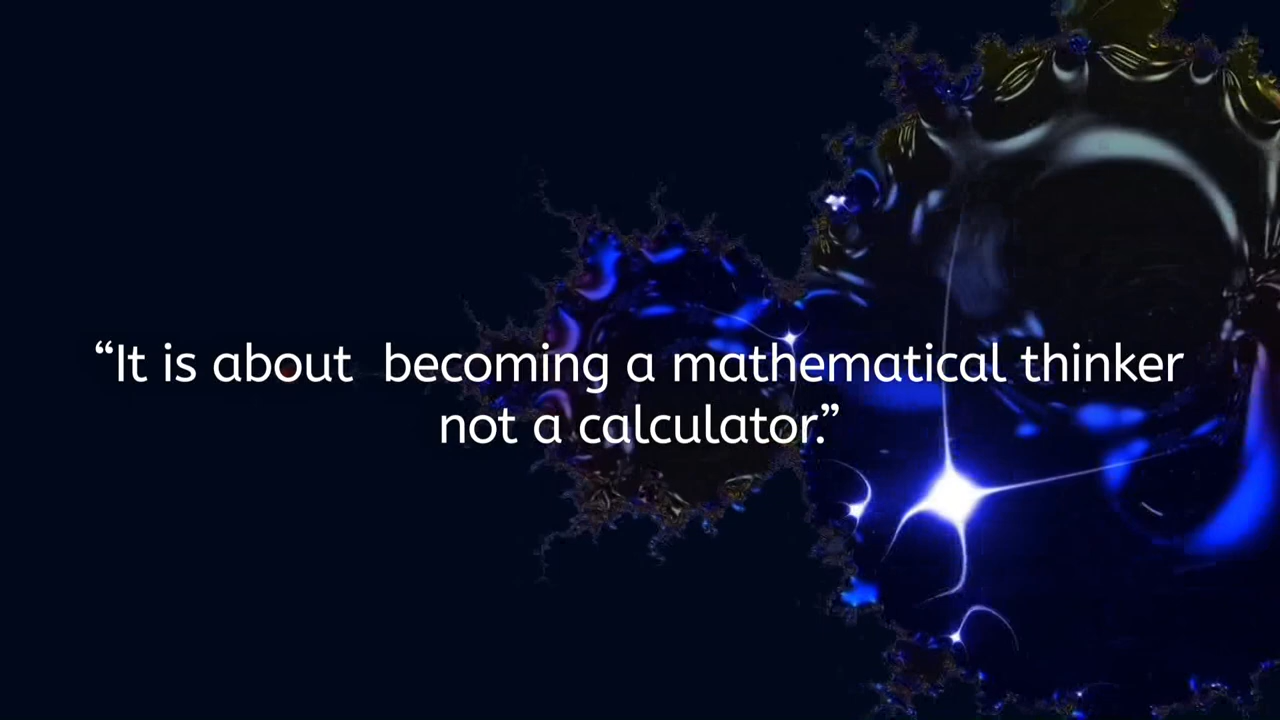 “It is about  becoming a mathematical thinker
not a calculator.”